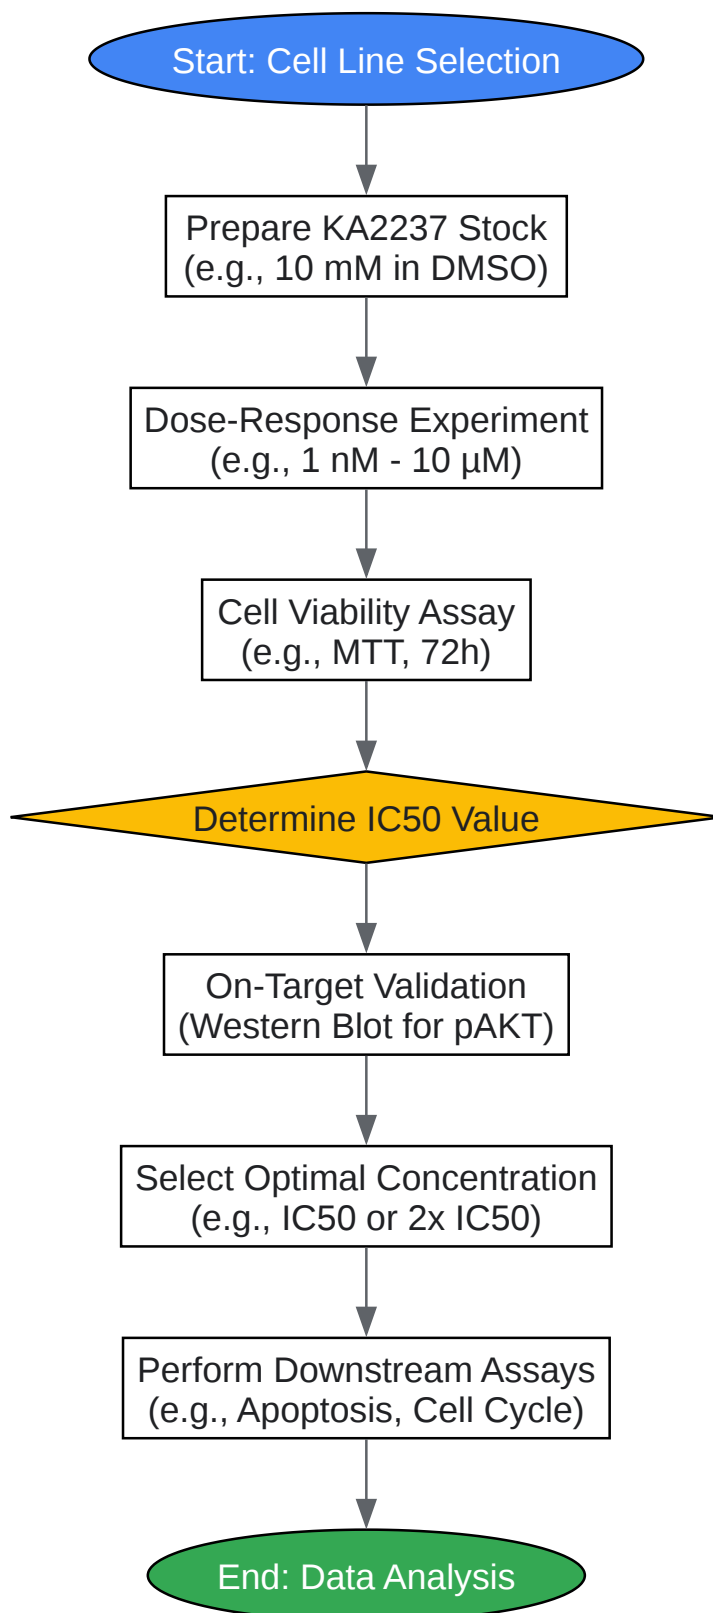 Start: Cell Line Selection
Prepare KA2237 Stock
(e.g., 10 mM in DMSO)
Dose-Response Experiment
(e.g., 1 nM - 10 µM)
Cell Viability Assay
(e.g., MTT, 72h)
Determine IC50 Value
On-Target Validation
(Western Blot for pAKT)
Select Optimal Concentration
(e.g., IC50 or 2x IC50)
Perform Downstream Assays
(e.g., Apoptosis, Cell Cycle)
End: Data Analysis